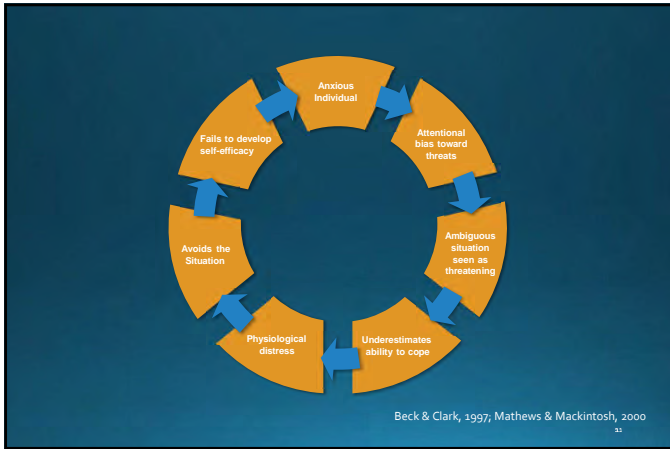 Anxious
Individual
Attentional
bias toward
threats
Ambiguous
situation
seen as
threatening
Underestimates
ability to cope
Physiological
distress
Avoids the
Situation
Fails to develop
self-efficacy
Beck & Clark, 1997; Mathews & Mackintosh, 2000